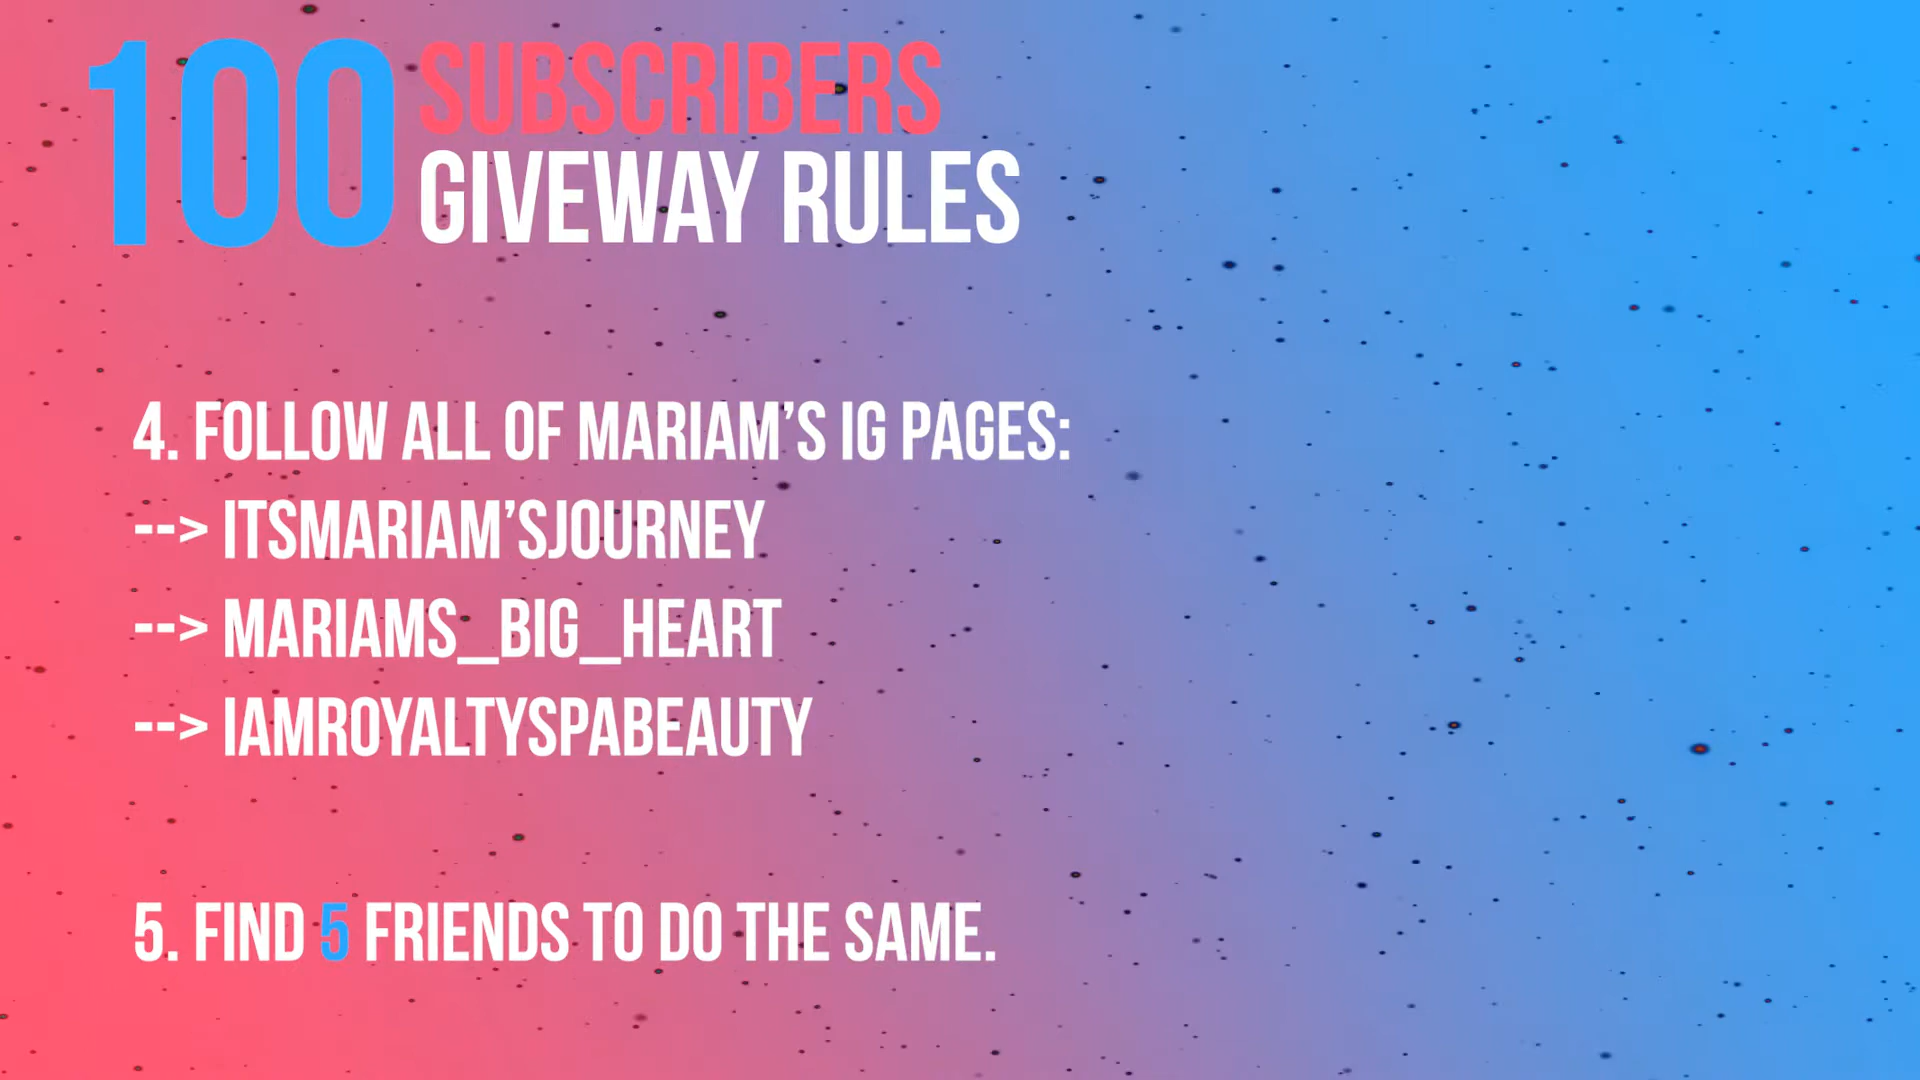 100 SUBSCRIBERS
GIVEWAY RULES
4. FOLLOW ALL OF MARIAM’S IG PAGES:
--> ITSMARIAM’SJOURNEY
--> MARIAMS_BIG_HEART
--> IAMROYALTYSPABEAUTY
5. FIND 5 FRIENDS TO DO THE SAME.